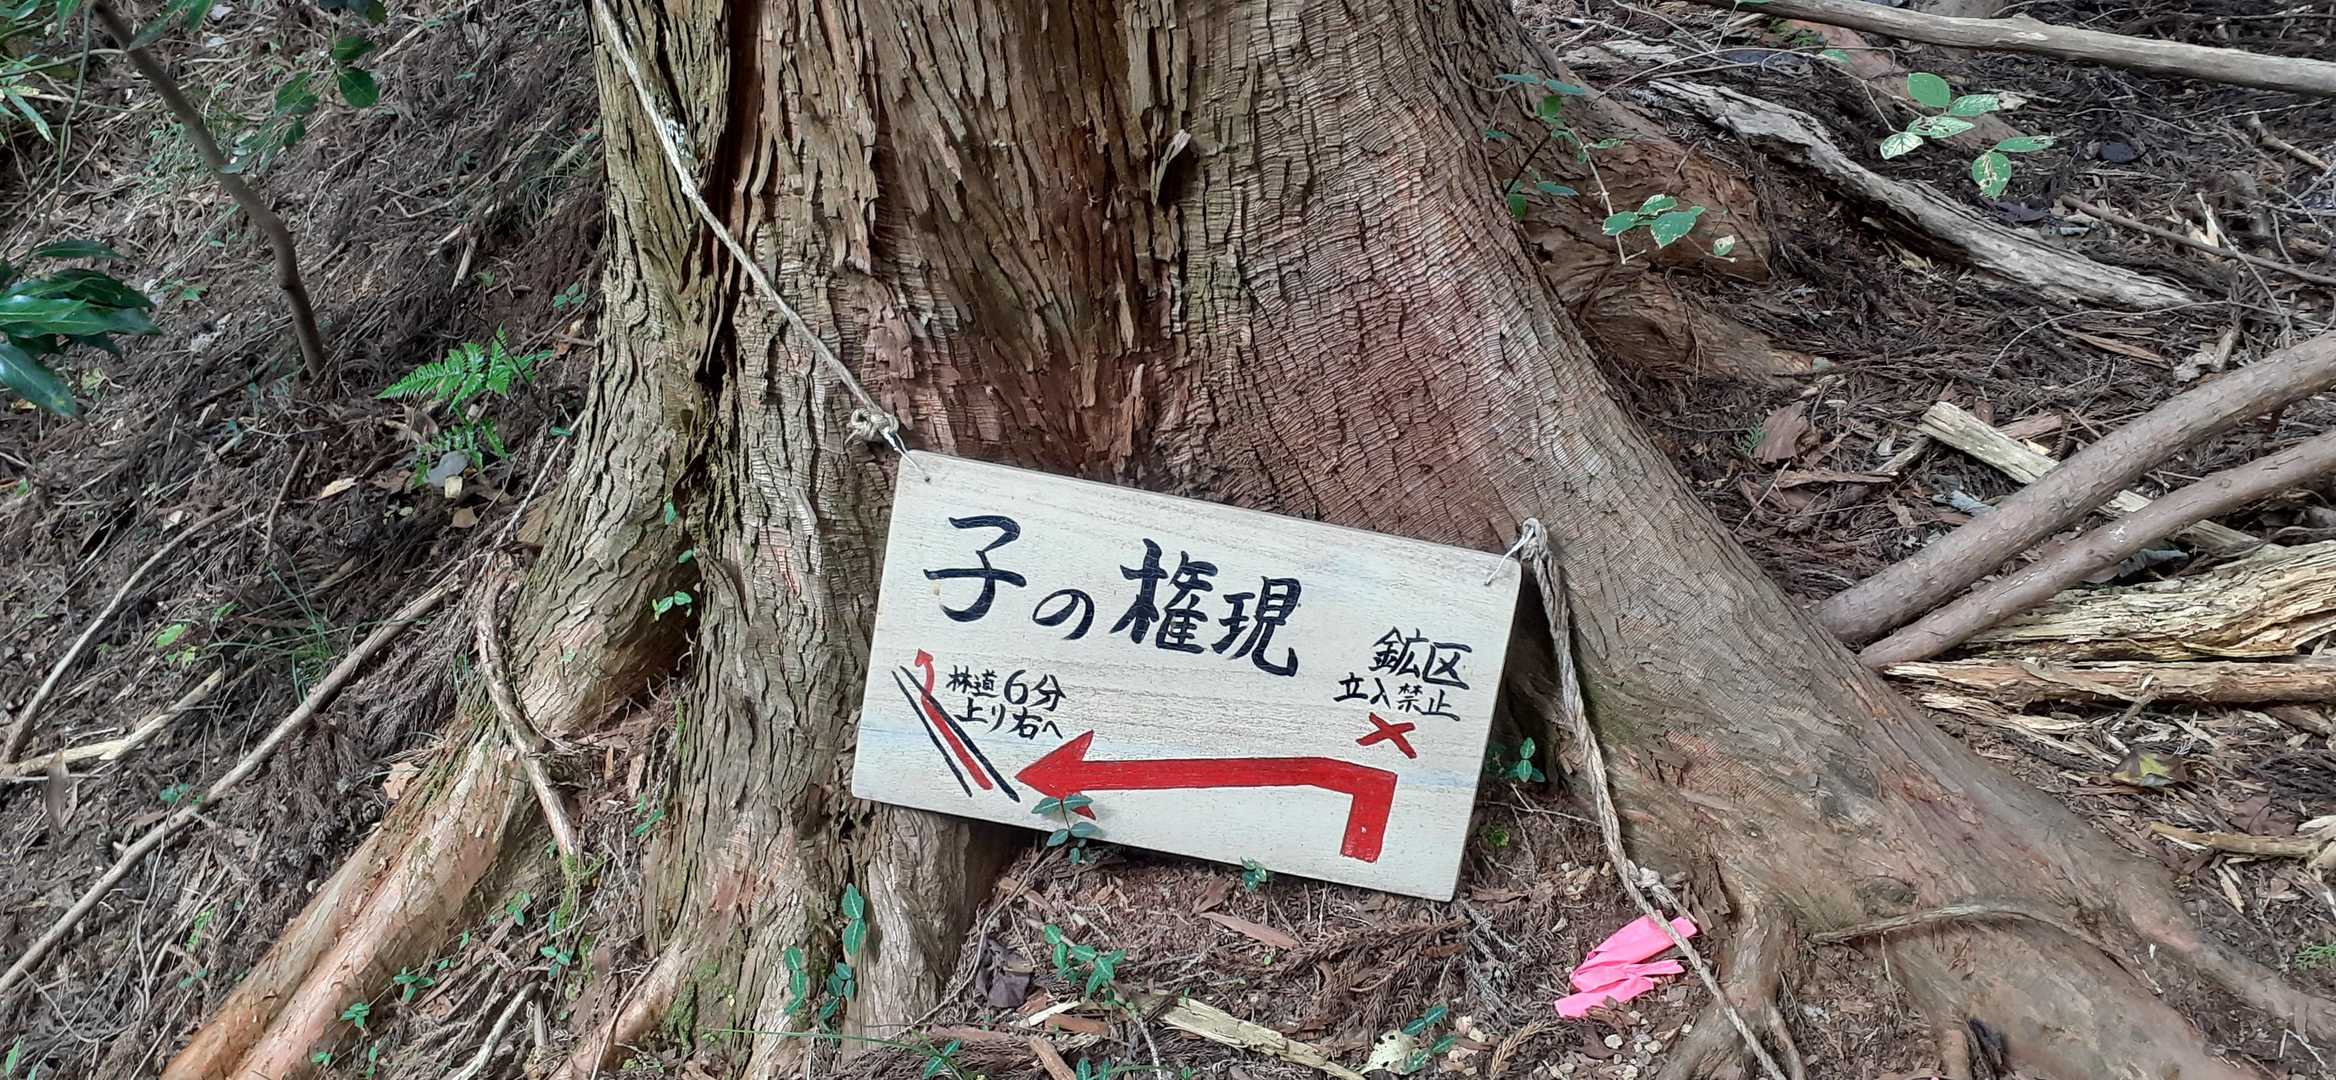 子の権現
鉱区
立入禁止
林道6分
上り右へ